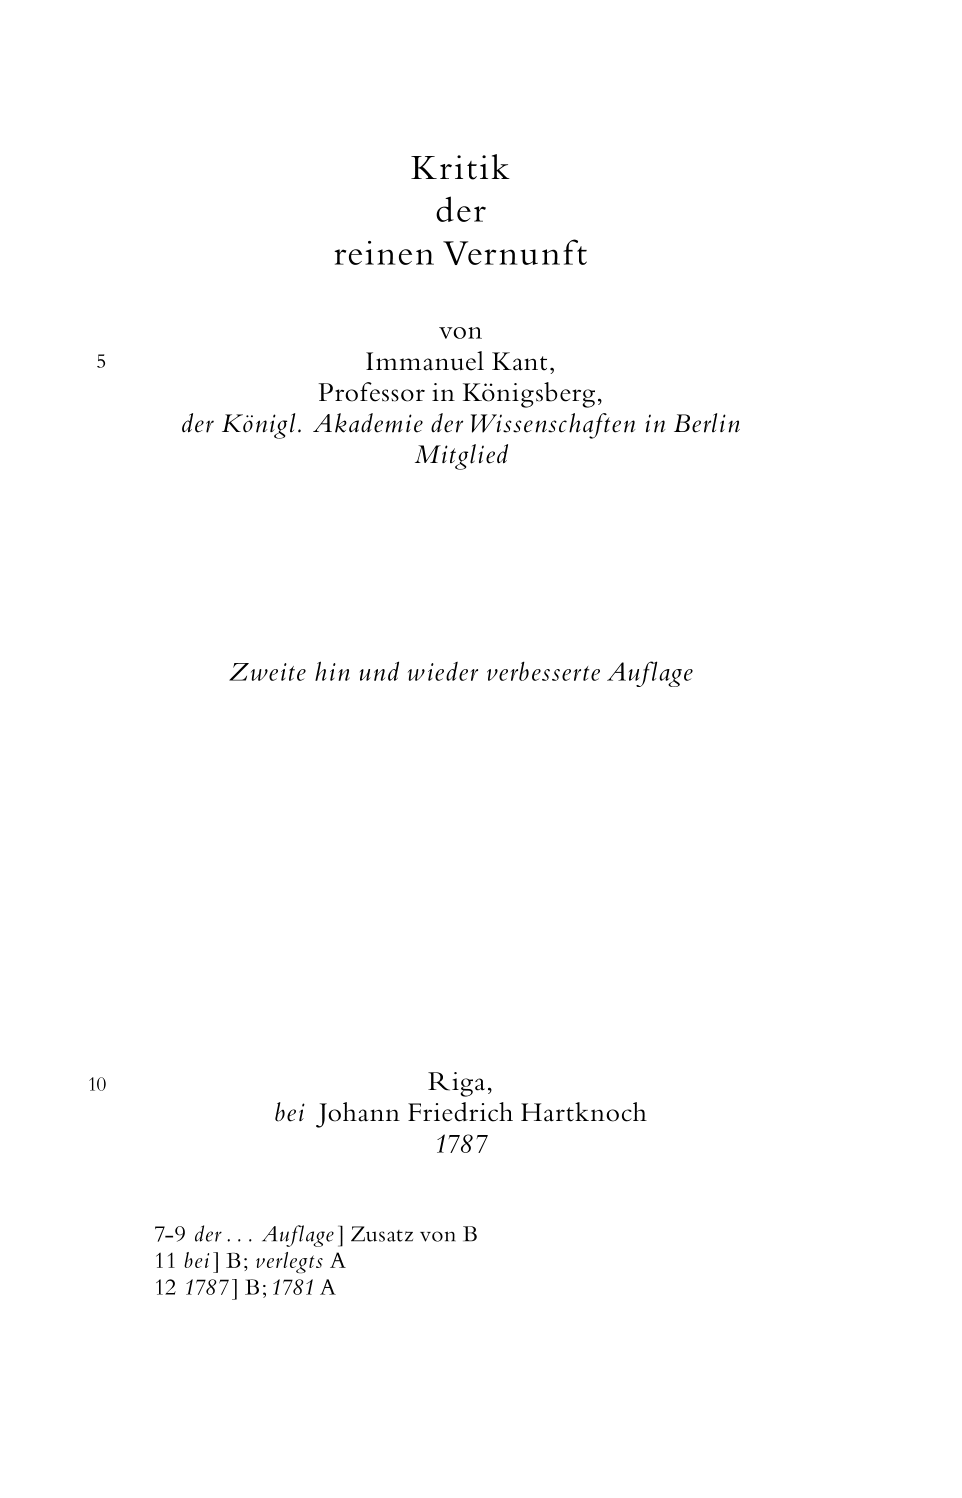 Kritik
der
reinen Vernunft
von
5 Immanuel Kant,
Professor in Königsberg,
der Königl. Akademie der Wissenschaften in Berlin
Mitglied
Zweite hin und wieder verbesserte Auflage
10 Riga,
bei Johann Friedrich Hartknoch
1787
7-9 der . . . Auflage] Zusatz von B
11 bei] B; verlegts A
12 1787] B; 1781 A